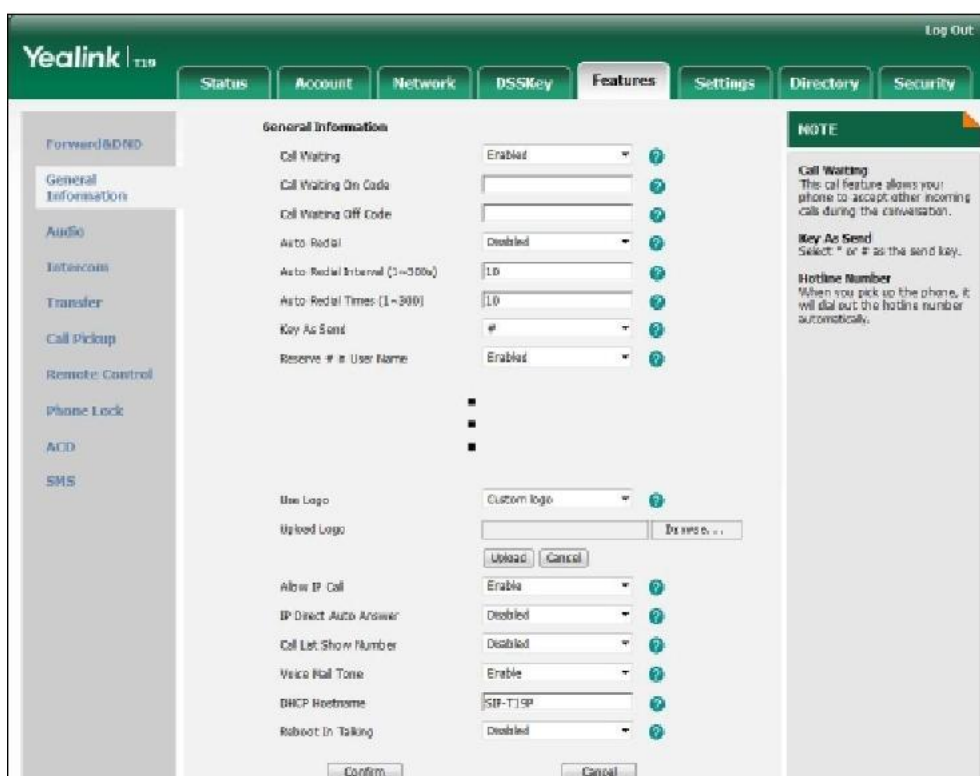 Log Out
Yealink T19
Status Account Network DSSKey Features Settings Directory Security
Forward&DND
General
Information
Audio
Intercom
Transfer
Call Pickup
Remote Control
Phone Lock
ACD
SMS
General Information
Call Waiting Enabled
Call Waiting On Code
Call Waiting Off Code
Auto Redial Disabled
Auto Redial Interval (1~300s) 10
Auto Redial Times (1~300) 10
Key As Send #
Reserve # in User Name Enabled
Use Logo Custom logo
Upload Logo Browse...
Upload Cancel
Allow IP Call Enable
IP Direct Auto Answer Disabled
Call List Show Number Disabled
Voice Mail Tone Enable
DHCP Hostname SIP-T19P
Reboot In Talking Disabled
Confirm Cancel
NOTE
Call Waiting
This call feature allows your
phone to accept other incoming
calls during the conversation.
Key As Send
Select * or # as the send key.
Hotline Number
When you pick up the phone, it
will dial out the hotline number
automatically.